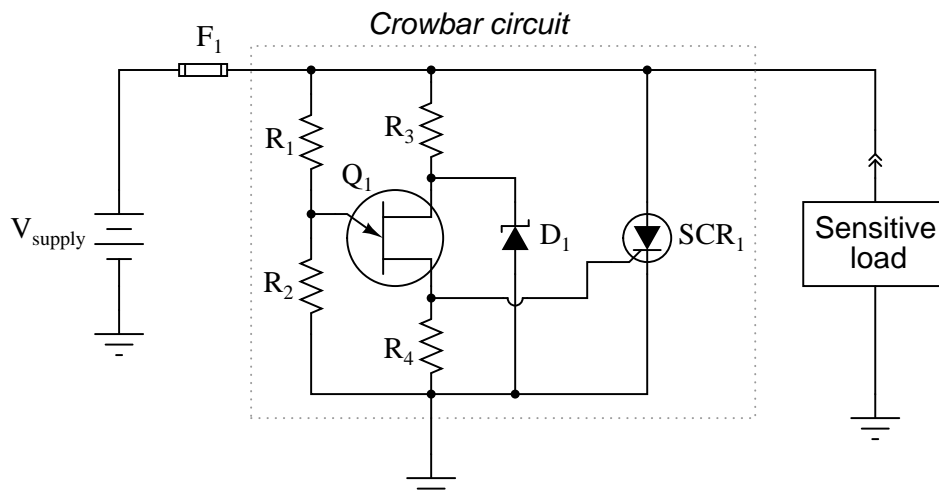 Crowbar circuit
F1
R1
R3
Q1
Vsupply
D1
SCR1
Sensitive
load
R2
R4